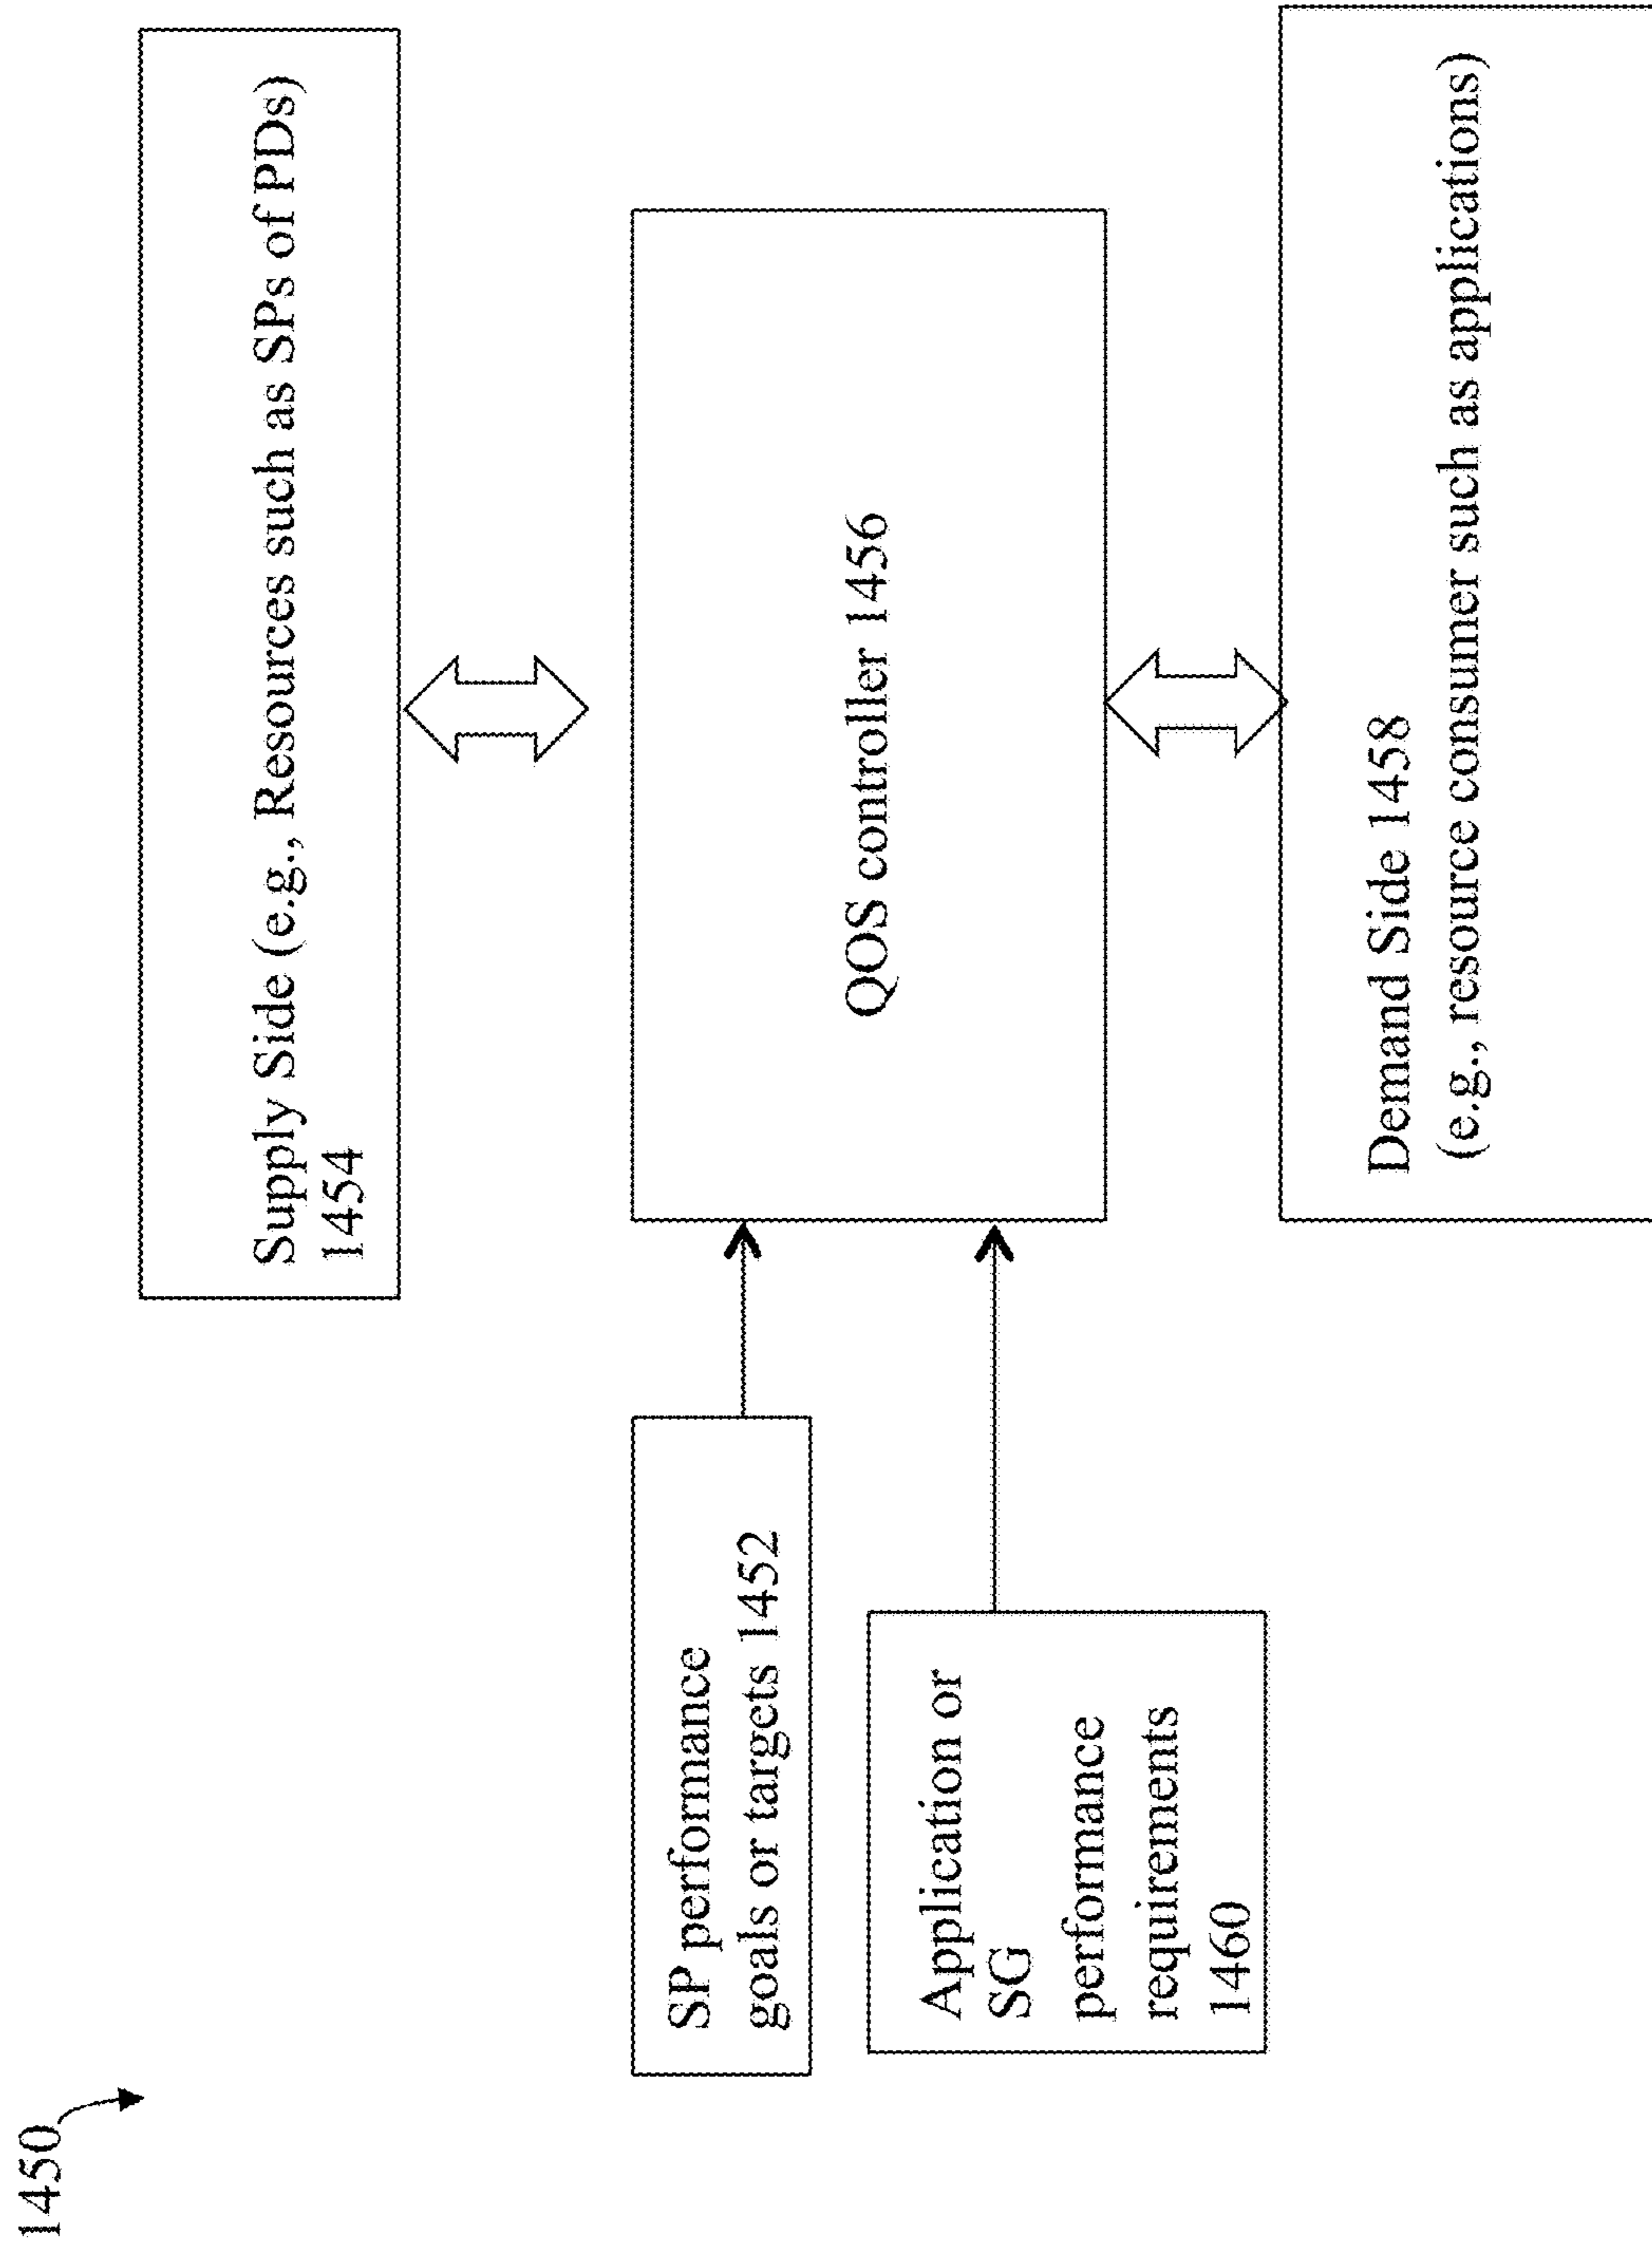 1450
Supply Side (e.g., Resources such as SPs of PDs)
1454
SP performance
goals or targets 1452
QOS controller 1456
Application or
SG
performance
requirements
1460
Demand Side 1458
(e.g., resource consumer such as applications)